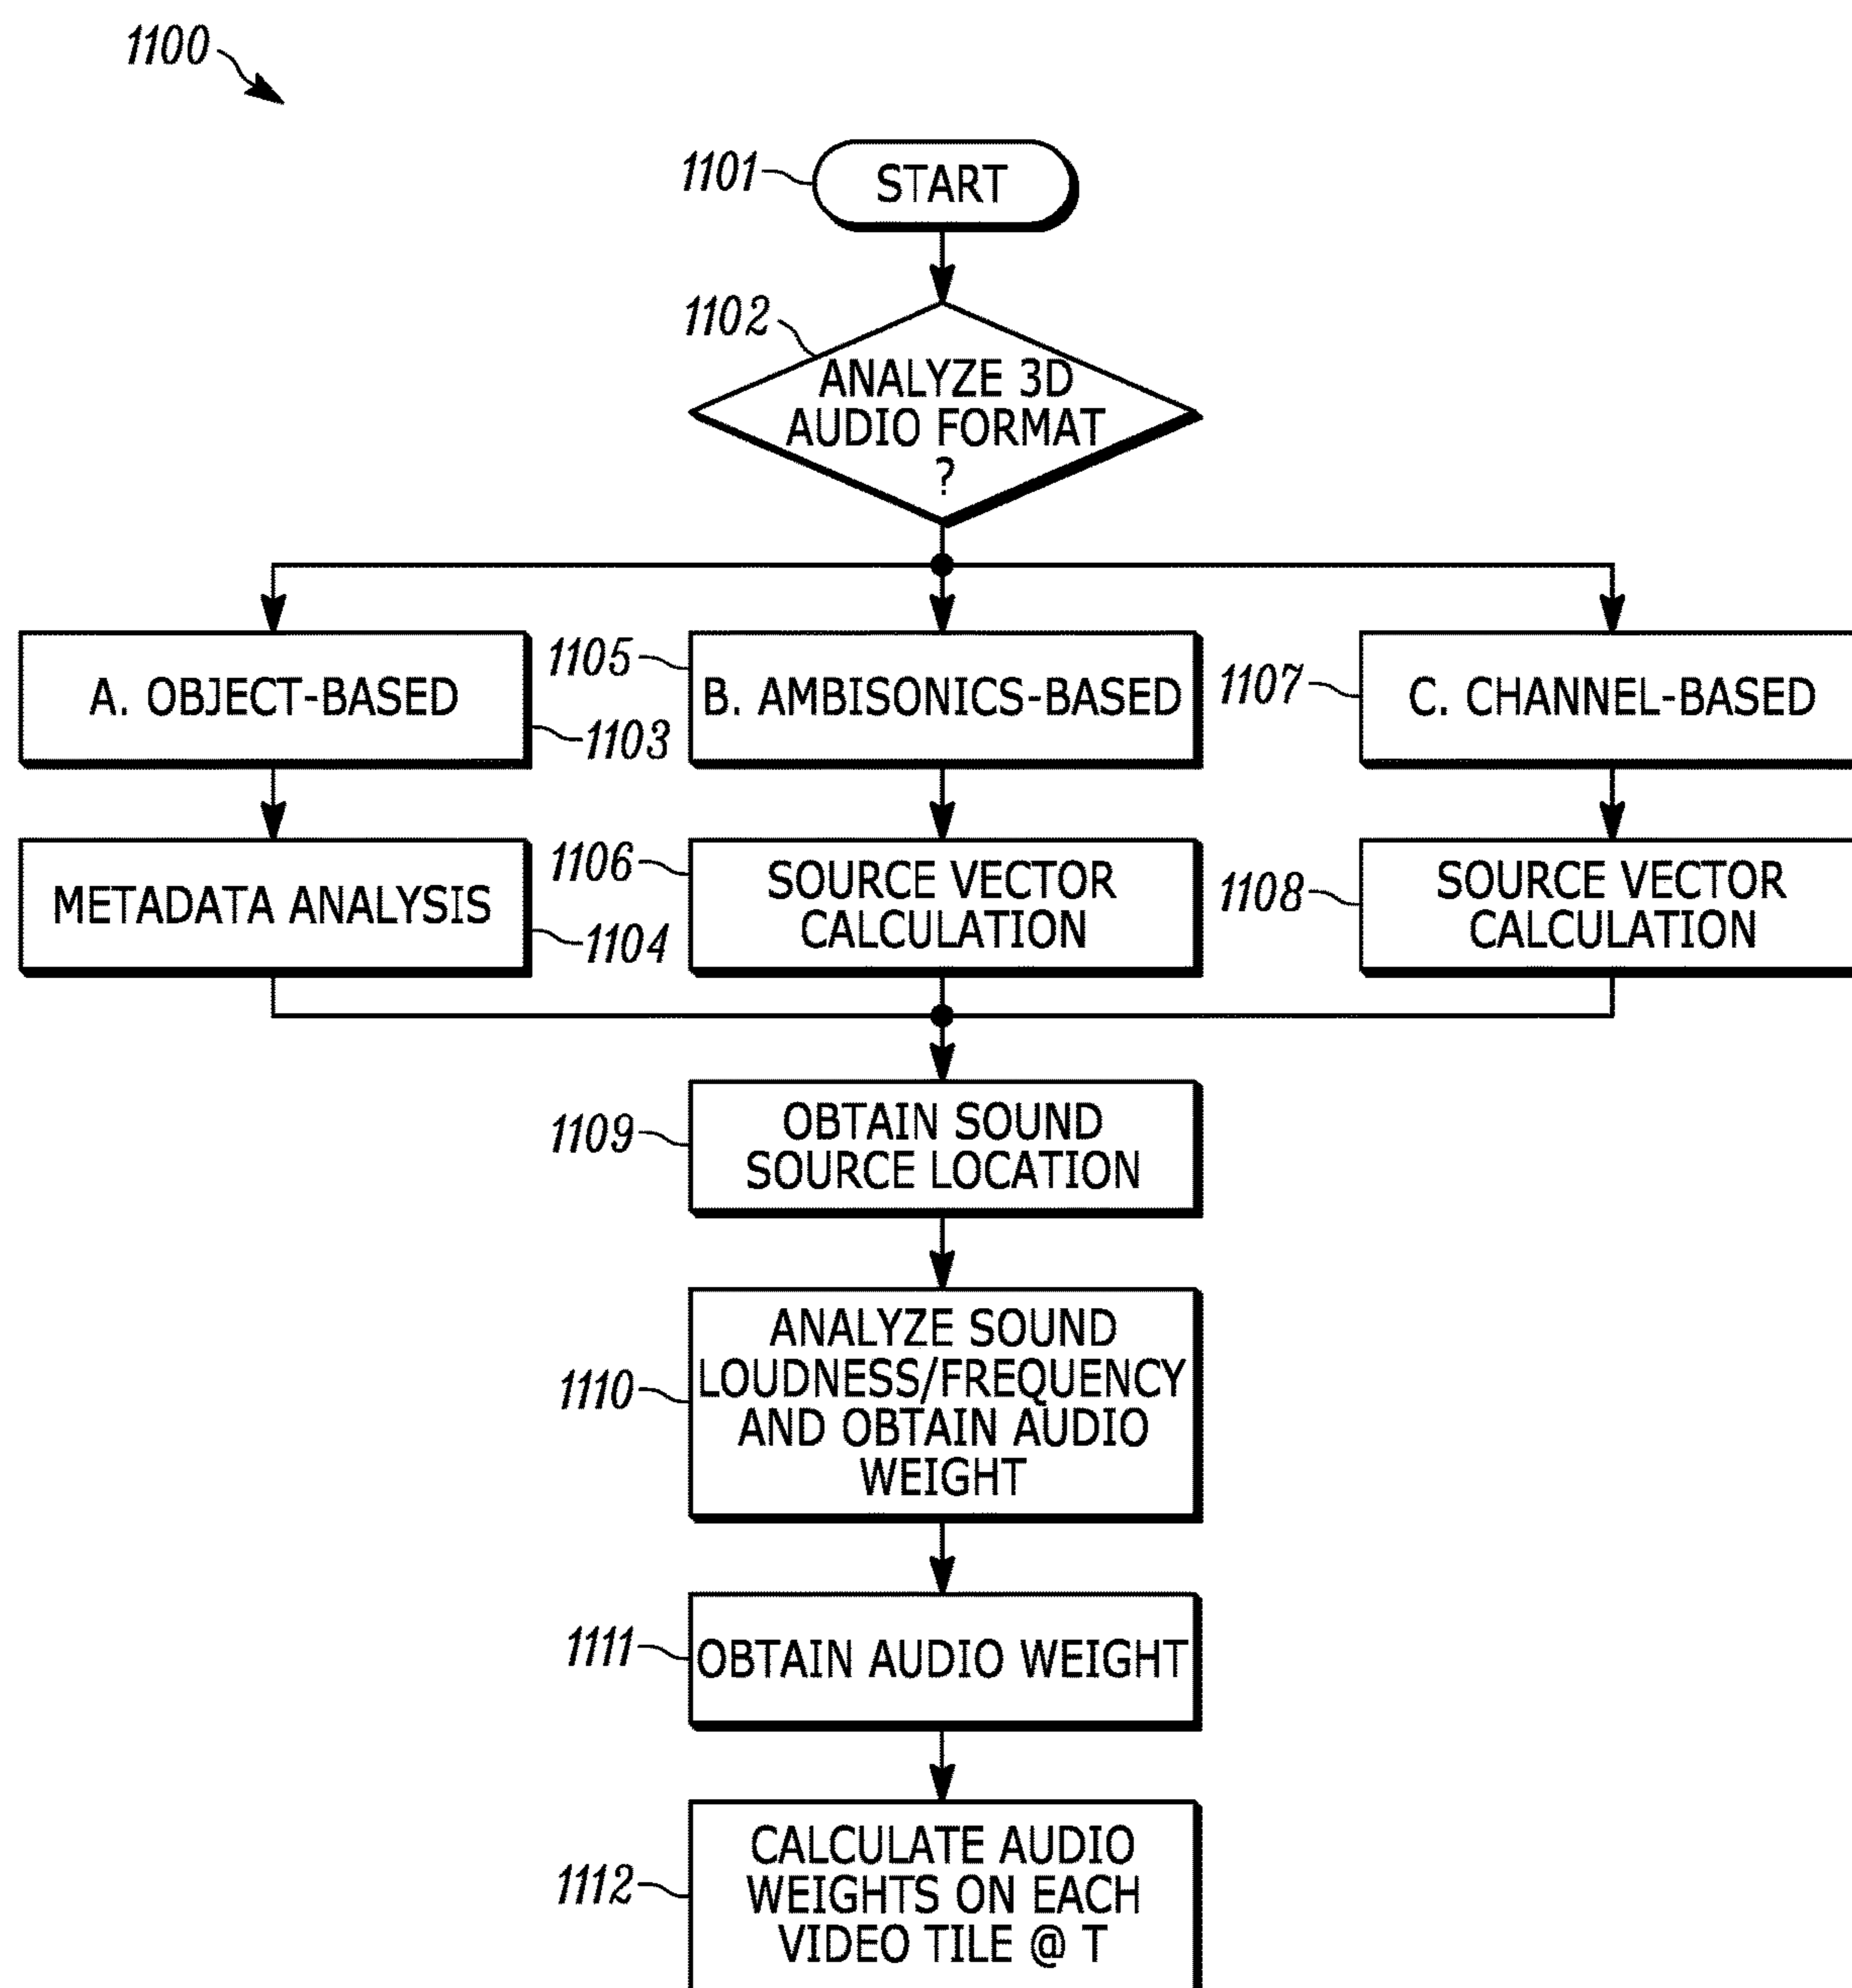 1100
1101
START
1102
ANALYZE 3D
AUDIO FORMAT
?
A. OBJECT-BASED
1103
1105
B. AMBISONICS-BASED
1107
C. CHANNEL-BASED
METADATA ANALYSIS
1104
1106
SOURCE VECTOR
CALCULATION
1108
SOURCE VECTOR
CALCULATION
1109
OBTAIN SOUND
SOURCE LOCATION
1110
ANALYZE SOUND
LOUDNESS/FREQUENCY
AND OBTAIN AUDIO
WEIGHT
1111
OBTAIN AUDIO WEIGHT
1112
CALCULATE AUDIO
WEIGHTS ON EACH
VIDEO TILE @ T